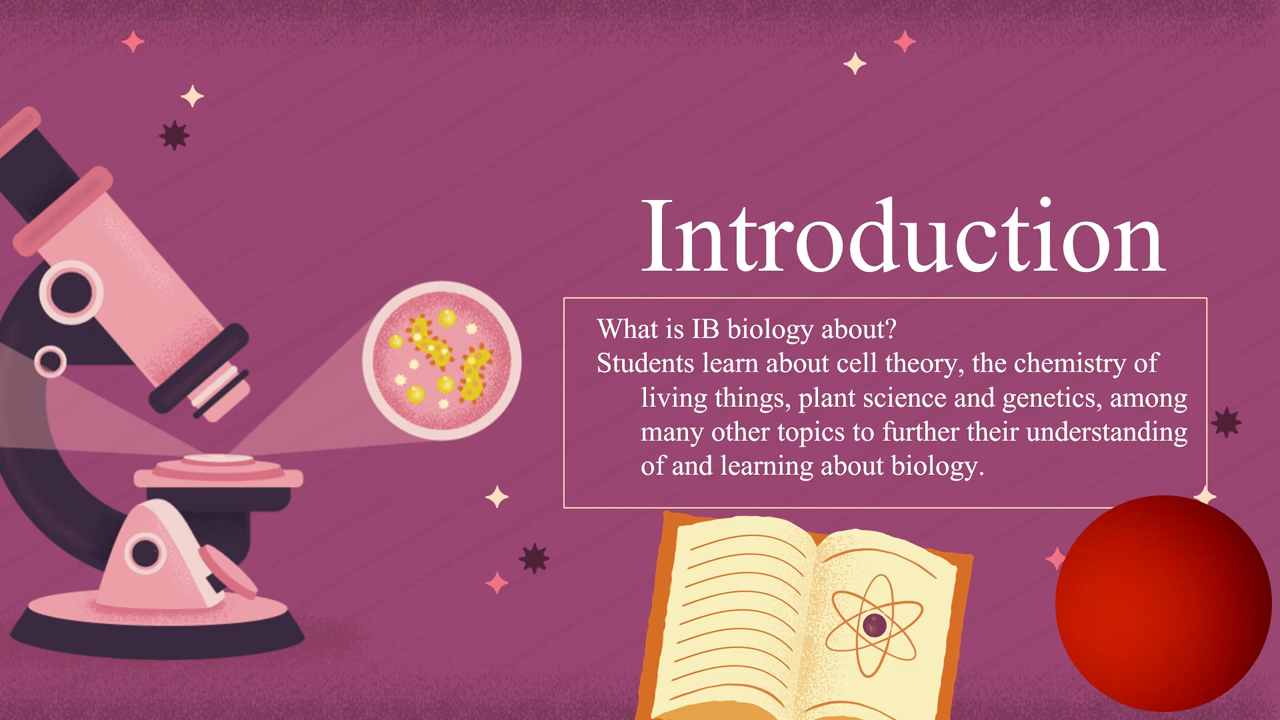 Introduction
What is IB biology about?
Students learn about cell theory, the chemistry of
living things, plant science and genetics, among
many other topics to further their understanding
of and learning about biology.